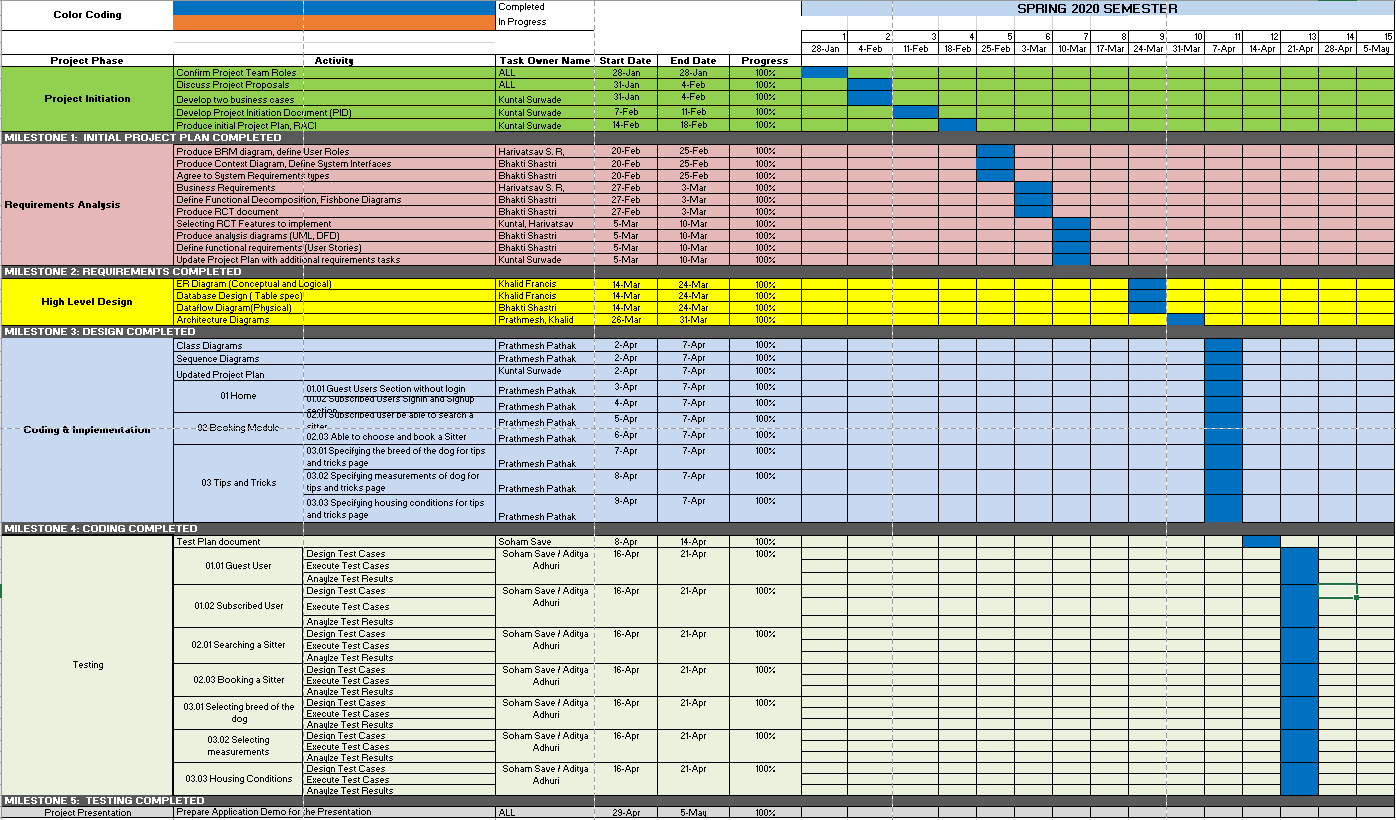 Color Coding
Completed
SPRING 2020 SEMESTER
In Progress
1 2 3 4 5 6 7 8 9 10 11 12 13 14 15
28-Jan 4-Feb 11-Feb 18-Feb 25-Feb 3-Mar 10-Mar 17-Mar 24-Mar 31-Mar 7-Apr 14-Apr 21-Apr 28-Apr 5-May
Project Phase Activity Task Owner Name Start Date End Date Progress
Project Initiation
Confirm Project Team Roles ALL 28-Jan 28-Jan 100%
Discuss Project Proposals ALL 31-Jan 4-Feb 100%
Develop two business cases Kuntal Surwade 31-Jan 4-Feb 100%
Develop Project Initiation Document (PID) Kuntal Surwade 7-Feb 11-Feb 100%
Produce initial Project Plan, RACI Kuntal Surwade 14-Feb 18-Feb 100%
MILESTONE 1: INITIAL PROJECT PLAN COMPLETED
Requirements Analysis
Produce BRM diagram, define User Roles Harivatsav S. R, 20-Feb 25-Feb 100%
Produce Context Diagram, Define System Interfaces Bhakti Shastri 20-Feb 25-Feb 100%
Agree to System Requirements types Bhakti Shastri 20-Feb 25-Feb 100%
Business Requirements Harivatsav S. R, 27-Feb 3-Mar 100%
Define Functional Decomposition, Fishbone Diagrams Bhakti Shastri 27-Feb 3-Mar 100%
Produce RCT document Bhakti Shastri 27-Feb 3-Mar 100%
Selecting RCT Features to implement Kuntal, Harivatsav 5-Mar 10-Mar 100%
Produce analysis diagrams (UML, DFD) Bhakti Shastri 5-Mar 10-Mar 100%
Define functional requirements (User Stories) Bhakti Shastri 5-Mar 10-Mar 100%
Update Project Plan with additional requirements tasks Kuntal Surwade 5-Mar 10-Mar 100%
MILESTONE 2: REQUIREMENTS COMPLETED
High Level Design
ER Diagram (Conceptual and Logical) Khalid Francis 14-Mar 24-Mar 100%
Database Design ( Table spec) Khalid Francis 14-Mar 24-Mar 100%
Dataflow Diagram(Physical) Bhakti Shastri 14-Mar 24-Mar 100%
Architecture Diagrams Prathmesh, Khalid 26-Mar 31-Mar 100%
MILESTONE 3: DESIGN COMPLETED
Coding & Implementation
Class Diagrams Prathmesh Pathak 2-Apr 7-Apr 100%
Sequence Diagrams Prathmesh Pathak 2-Apr 7-Apr 100%
Updated Project Plan Kuntal Surwade 2-Apr 7-Apr 100%
01 Home
01.01 Guest Users Section without login Prathmesh Pathak 3-Apr 7-Apr 100%
01.02 Subscribed Users Signin and Signup
section Prathmesh Pathak 4-Apr 7-Apr 100%
02 Booking Module
02.01 Subscribed user be able to search a
sitter Prathmesh Pathak 5-Apr 7-Apr 100%
02.03 Able to choose and book a Sitter Prathmesh Pathak 6-Apr 7-Apr 100%
03 Tips and Tricks
03.01 Specifying the breed of the dog for tips
and tricks page Prathmesh Pathak 7-Apr 7-Apr 100%
03.02 Specifying measurements of dog for
tips and tricks page Prathmesh Pathak 8-Apr 7-Apr 100%
03.03 Specifying housing conditions for tips
and tricks page Prathmesh Pathak 9-Apr 7-Apr 100%
MILESTONE 4: CODING COMPLETED
Testing
Test Plan document Soham Save 8-Apr 14-Apr 100%
01.01 Guest User
Design Test Cases Soham Save / Aditya 16-Apr 21-Apr 100%
Execute Test Cases Adhuri
Anaylze Test Results
01.02 Subscribed User
Design Test Cases Soham Save / Aditya 16-Apr 21-Apr 100%
Execute Test Cases Adhuri
Anaylze Test Results
02.01 Searching a Sitter
Design Test Cases Soham Save / Aditya 16-Apr 21-Apr 100%
Execute Test Cases Adhuri
Anaylze Test Results
02.03 Booking a Sitter
Design Test Cases Soham Save / Aditya 16-Apr 21-Apr 100%
Execute Test Cases Adhuri
Anaylze Test Results
03.01 Selecting breed of the
dog
Design Test Cases Soham Save / Aditya 16-Apr 21-Apr 100%
Execute Test Cases Adhuri
Anaylze Test Results
03.02 Selecting
measurements
Design Test Cases Soham Save / Aditya 16-Apr 21-Apr 100%
Execute Test Cases Adhuri
Anaylze Test Results
03.03 Housing Conditions
Design Test Cases Soham Save / Aditya 16-Apr 21-Apr 100%
Execute Test Cases Adhuri
Anaylze Test Results
MILESTONE 5: TESTING COMPLETED
Project Presentation Prepare Application Demo for the Presentation ALL 29-Apr 5-May 100%